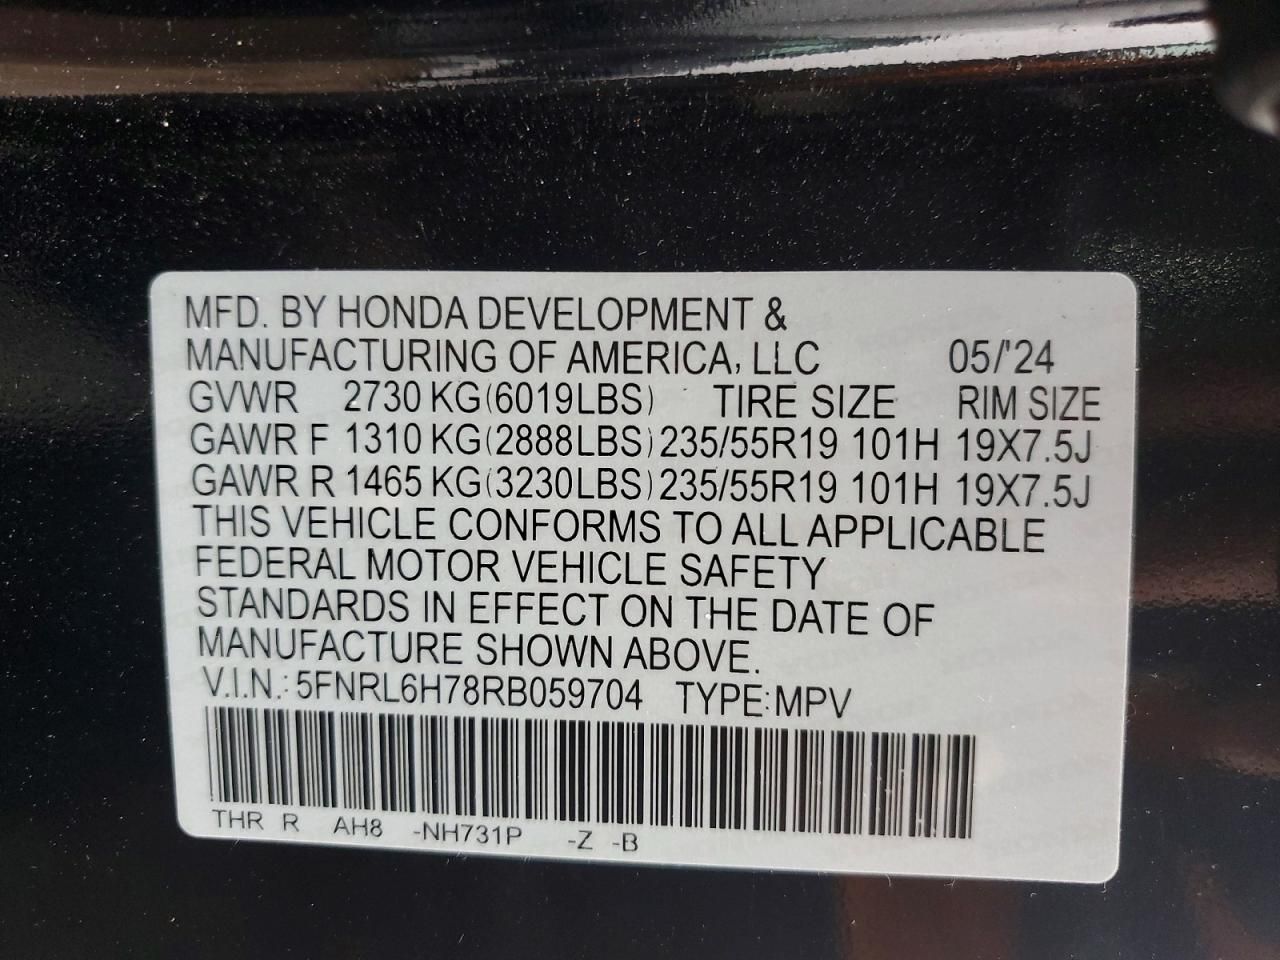 MFD. BY HONDA DEVELOPMENT &
MANUFACTURING OF AMERICA, LLC 05/'24
GVWR 2730 KG(6019LBS) TIRE SIZE RIM SIZE
GAWR F 1310 KG(2888LBS) 235/55R19 101H 19X7.5J
GAWR R 1465 KG(3230LBS) 235/55R19 101H 19X7.5J
THIS VEHICLE CONFORMS TO ALL APPLICABLE
FEDERAL MOTOR VEHICLE SAFETY
STANDARDS IN EFFECT ON THE DATE OF
MANUFACTURE SHOWN ABOVE.
V.I.N.: 5FNRL6H78RB059704 TYPE:MPV
THR R AH8 -NH731P -Z -B